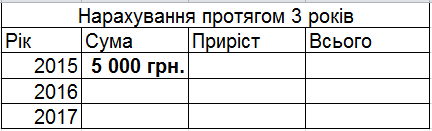 Нарахування протягом 3 років
Рік Сума Приріст Всього
2015 5 000 грн.
2016
2017